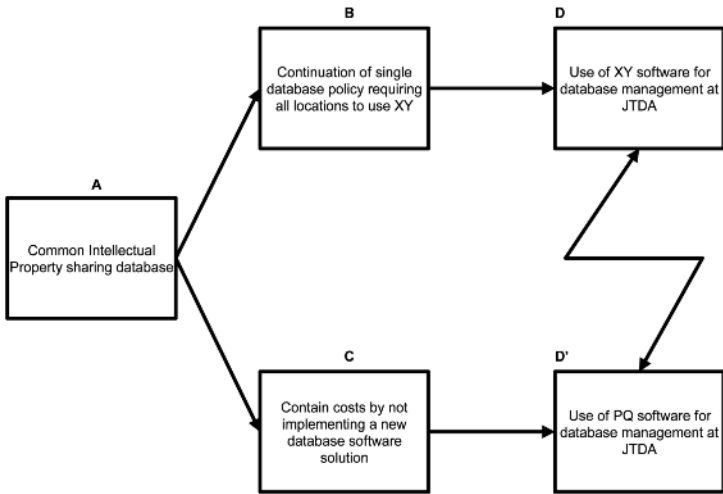 B
D
Continuation of single
database policy requiring
all locations to use XY
Use of XY software for
database management at
JTDA
A
Common Intellectual
Property sharing database
C
D'
Contain costs by not
implementing a new
database software
solution
Use of PQ software for
database management at
JTDA